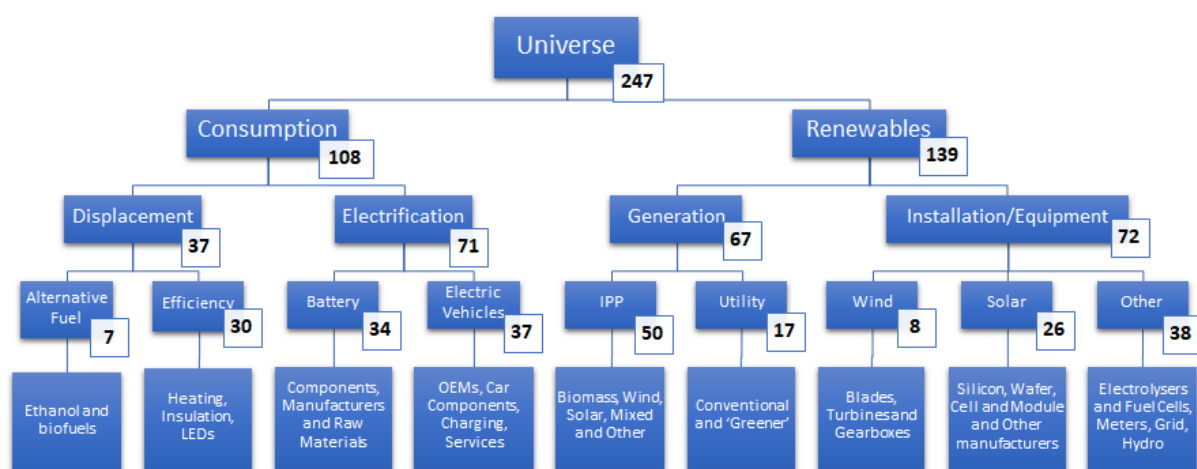 Universe
247
Consumption
108
Renewables
139
Displacement
37
Electrification
71
Generation
67
Installation/Equipment
72
Alternative
Fuel
7
Efficiency
30
Battery
34
Electric
Vehicles
37
IPP
50
Utility
17
Wind
8
Solar
26
Other
38
Ethanol and
biofuels
Heating,
Insulation,
LEDs
Components,
Manufacturers
and Raw
Materials
OEMs, Car
Components,
Charging,
Services
Biomass, Wind,
Solar, Mixed
and Other
Conventional
and ‘Greener’
Blades,
Turbines and
Gearboxes
Silicon, Wafer,
Cell and Module
and Other
manufacturers
Electrolysers
and Fuel Cells,
Meters, Grid,
Hydro